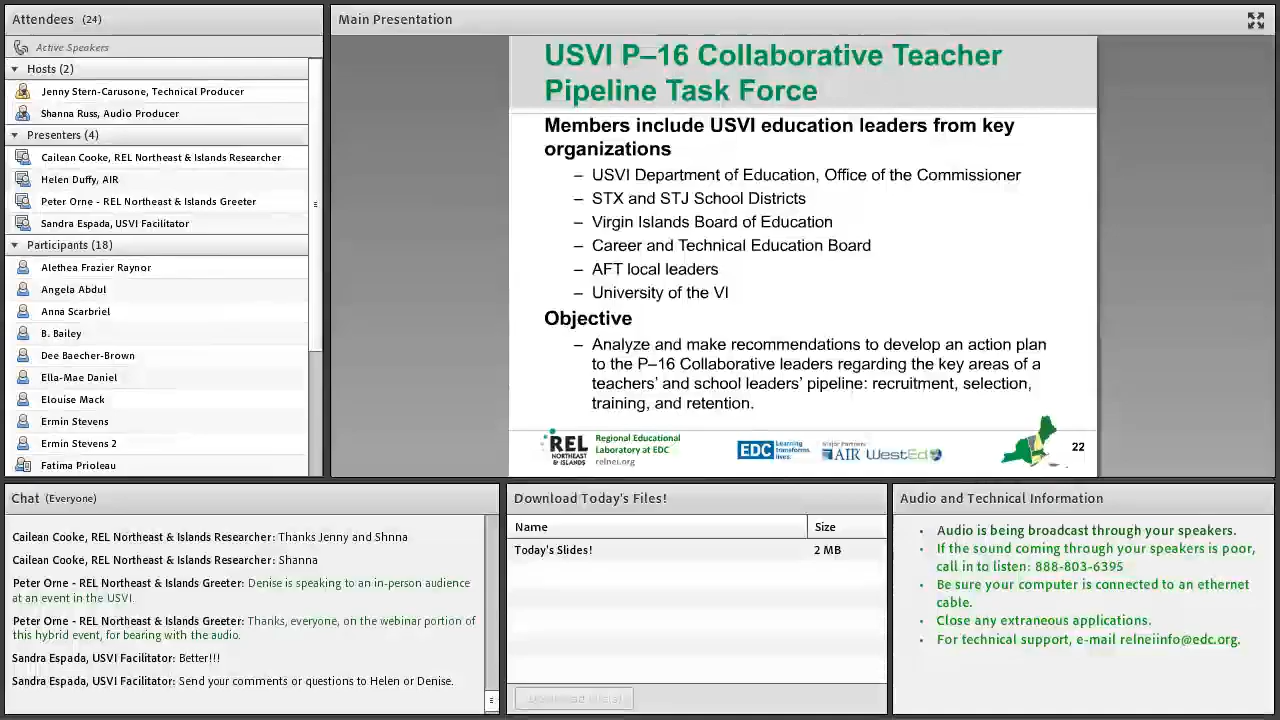 Attendees (24)
Active Speakers
Hosts (2)
Jenny Stern-Carusone, Technical Producer
Shanna Russ, Audio Producer
Presenters (4)
Cailean Cooke, REL Northeast & Islands Researcher
Helen Duffy, AIR
Peter Orne - REL Northeast & Islands Greeter
Sandra Espada, USVI Facilitator
Participants (18)
Alethea Frazier Raynor
Angela Abdul
Anna Scarbriel
B. Bailey
Dee Baecher-Brown
Ella-Mae Daniel
Elouise Mack
Ermin Stevens
Ermin Stevens 2
Fatima Prioleau
Main Presentation
USVI P–16 Collaborative Teacher
Pipeline Task Force
Members include USVI education leaders from key
organizations
– USVI Department of Education, Office of the Commissioner
– STX and STJ School Districts
– Virgin Islands Board of Education
– Career and Technical Education Board
– AFT local leaders
– University of the VI
Objective
– Analyze and make recommendations to develop an action plan
to the P–16 Collaborative leaders regarding the key areas of a
teachers’ and school leaders’ pipeline: recruitment, selection,
training, and retention.
REL
NORTHEAST
& ISLANDS
Regional Educational
Laboratory at EDC
relnei.org
EDC
Learning
transforms
lives.
Major Partners
AIR WestEd
22
Chat (Everyone)
Cailean Cooke, REL Northeast & Islands Researcher: Thanks Jenny and Shnna
Cailean Cooke, REL Northeast & Islands Researcher: Shanna
Peter Orne - REL Northeast & Islands Greeter: Denise is speaking to an in-person audience
at an event in the USVI.
Peter Orne - REL Northeast & Islands Greeter: Thanks, everyone, on the webinar portion of
this hybrid event, for bearing with the audio.
Sandra Espada, USVI Facilitator: Better!!!
Sandra Espada, USVI Facilitator: Send your comments or questions to Helen or Denise.
Download Today's Files!
Name Size
Today's Slides! 2 MB
Audio and Technical Information
• Audio is being broadcast through your speakers.
• If the sound coming through your speakers is poor,
call in to listen: 888-803-6395
• Be sure your computer is connected to an ethernet
cable.
• Close any extraneous applications.
• For technical support, e-mail relneiinfo@edc.org.